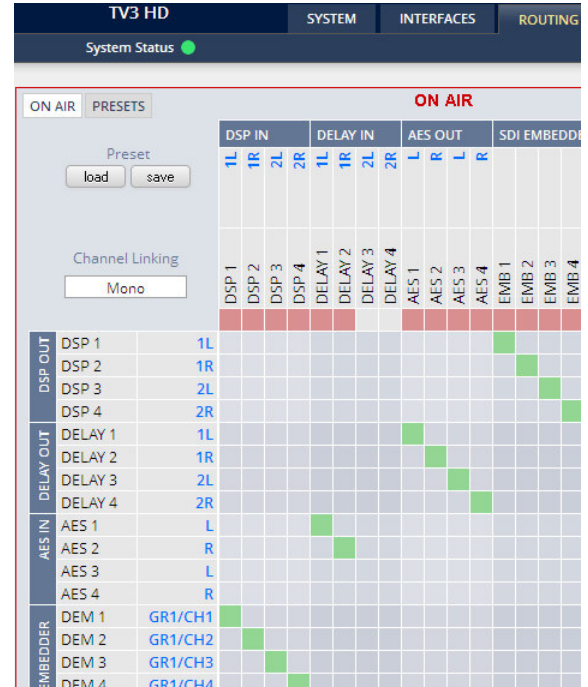 TV3 HD SYSTEM INTERFACES ROUTING
System Status
ON AIR PRESETS ON AIR
DSP IN DELAY IN AES OUT SDI EMBEDDE
1L 1R 2L 2R 1L 1R 2L 2R L R L R
Preset
load save
Channel Linking
Mono
DSP 1 DSP 2 DSP 3 DSP 4 DELAY 1 DELAY 2 DELAY 3 DELAY 4 AES 1 AES 2 AES 3 AES 4 EMB 1 EMB 2 EMB 3 EMB 4
DSP OUT
DSP 1 1L
DSP 2 1R
DSP 3 2L
DSP 4 2R
DELAY OUT
DELAY 1 1L
DELAY 2 1R
DELAY 3 2L
DELAY 4 2R
AES IN
AES 1 L
AES 2 R
AES 3 L
AES 4 R
EMBEDDER
DEM 1 GR1/CH1
DEM 2 GR1/CH2
DEM 3 GR1/CH3
DEM 4 GR1/CH4